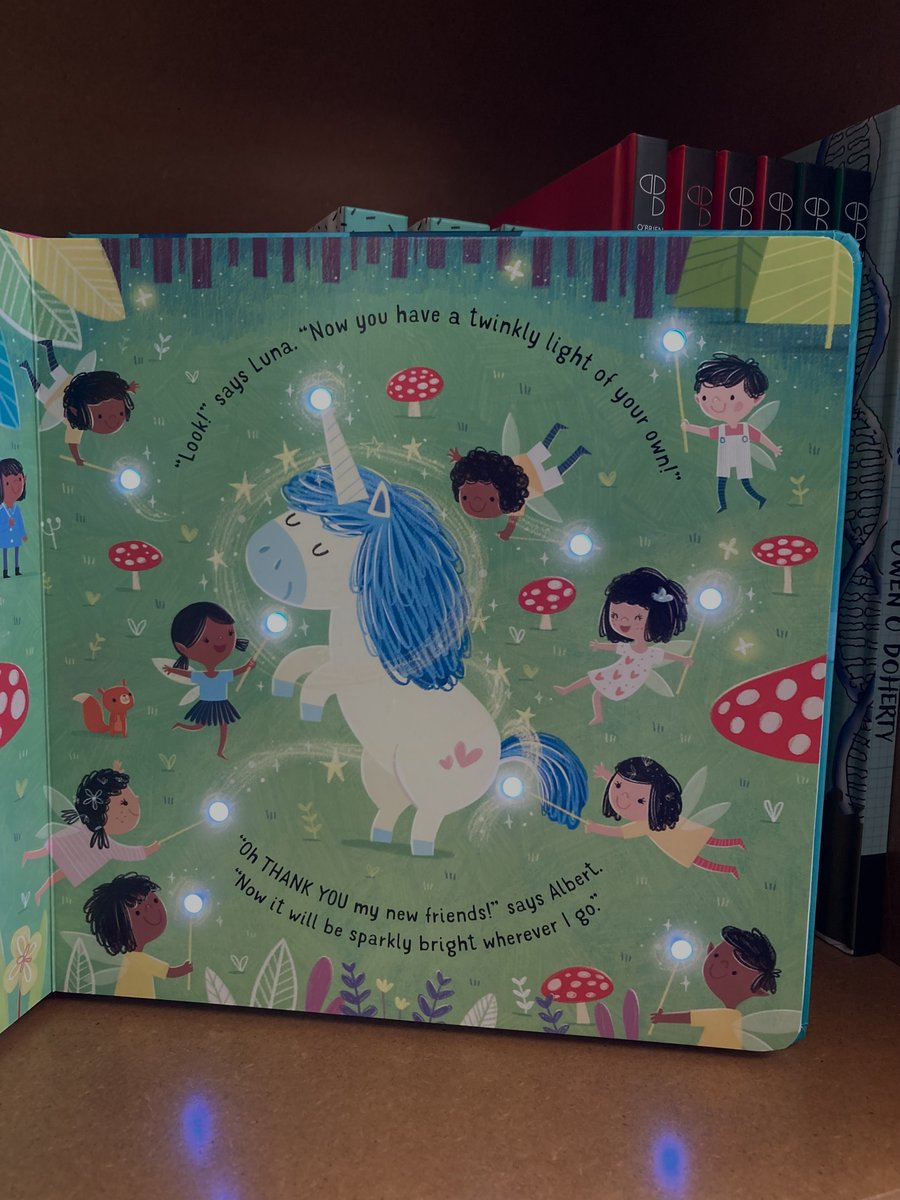 "Look!" says Luna. "Now you have a twinkly light of your own!"
"Oh THANK YOU my new friends!" says Albert.
"Now it will be sparkly bright wherever I go."
O'BRIEN
OWEN O'DOHERTY